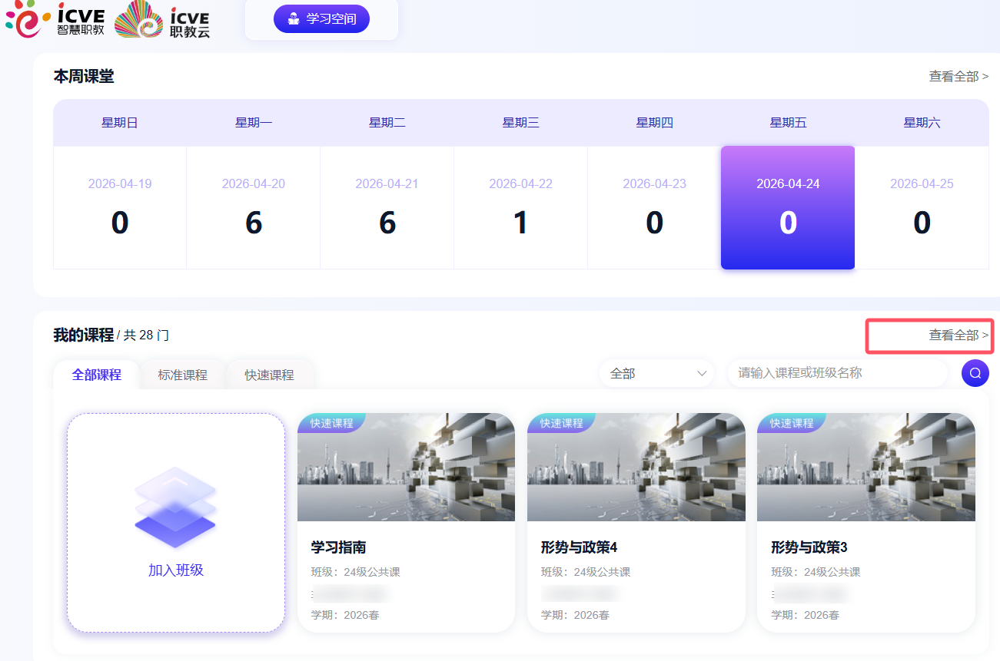 icve
智慧职教
icve
职教云
学习空间
本周课堂
查看全部 >
星期日 星期一 星期二 星期三 星期四 星期五 星期六
2026-04-19 2026-04-20 2026-04-21 2026-04-22 2026-04-23 2026-04-24 2026-04-25
0 6 6 1 0 0 0
我的课程 / 共 28 门
查看全部 >
全部课程 标准课程 快速课程
全部
请输入课程或班级名称
加入班级
快速课程
学习指南
班级：24级公共课
学期：2026春
快速课程
形势与政策4
班级：24级公共课
学期：2026春
快速课程
形势与政策3
班级：24级公共课
学期：2026春